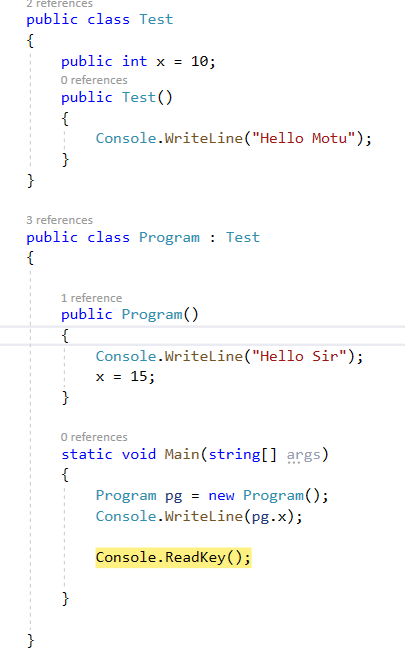 2 references
public class Test
{
public int x = 10;
0 references
public Test()
{
Console.WriteLine("Hello Motu");
}
}
3 references
public class Program : Test
{
1 reference
public Program()
{
Console.WriteLine("Hello Sir");
x = 15;
}
0 references
static void Main(string[] args)
{
Program pg = new Program();
Console.WriteLine(pg.x);
Console.ReadKey();
}
}